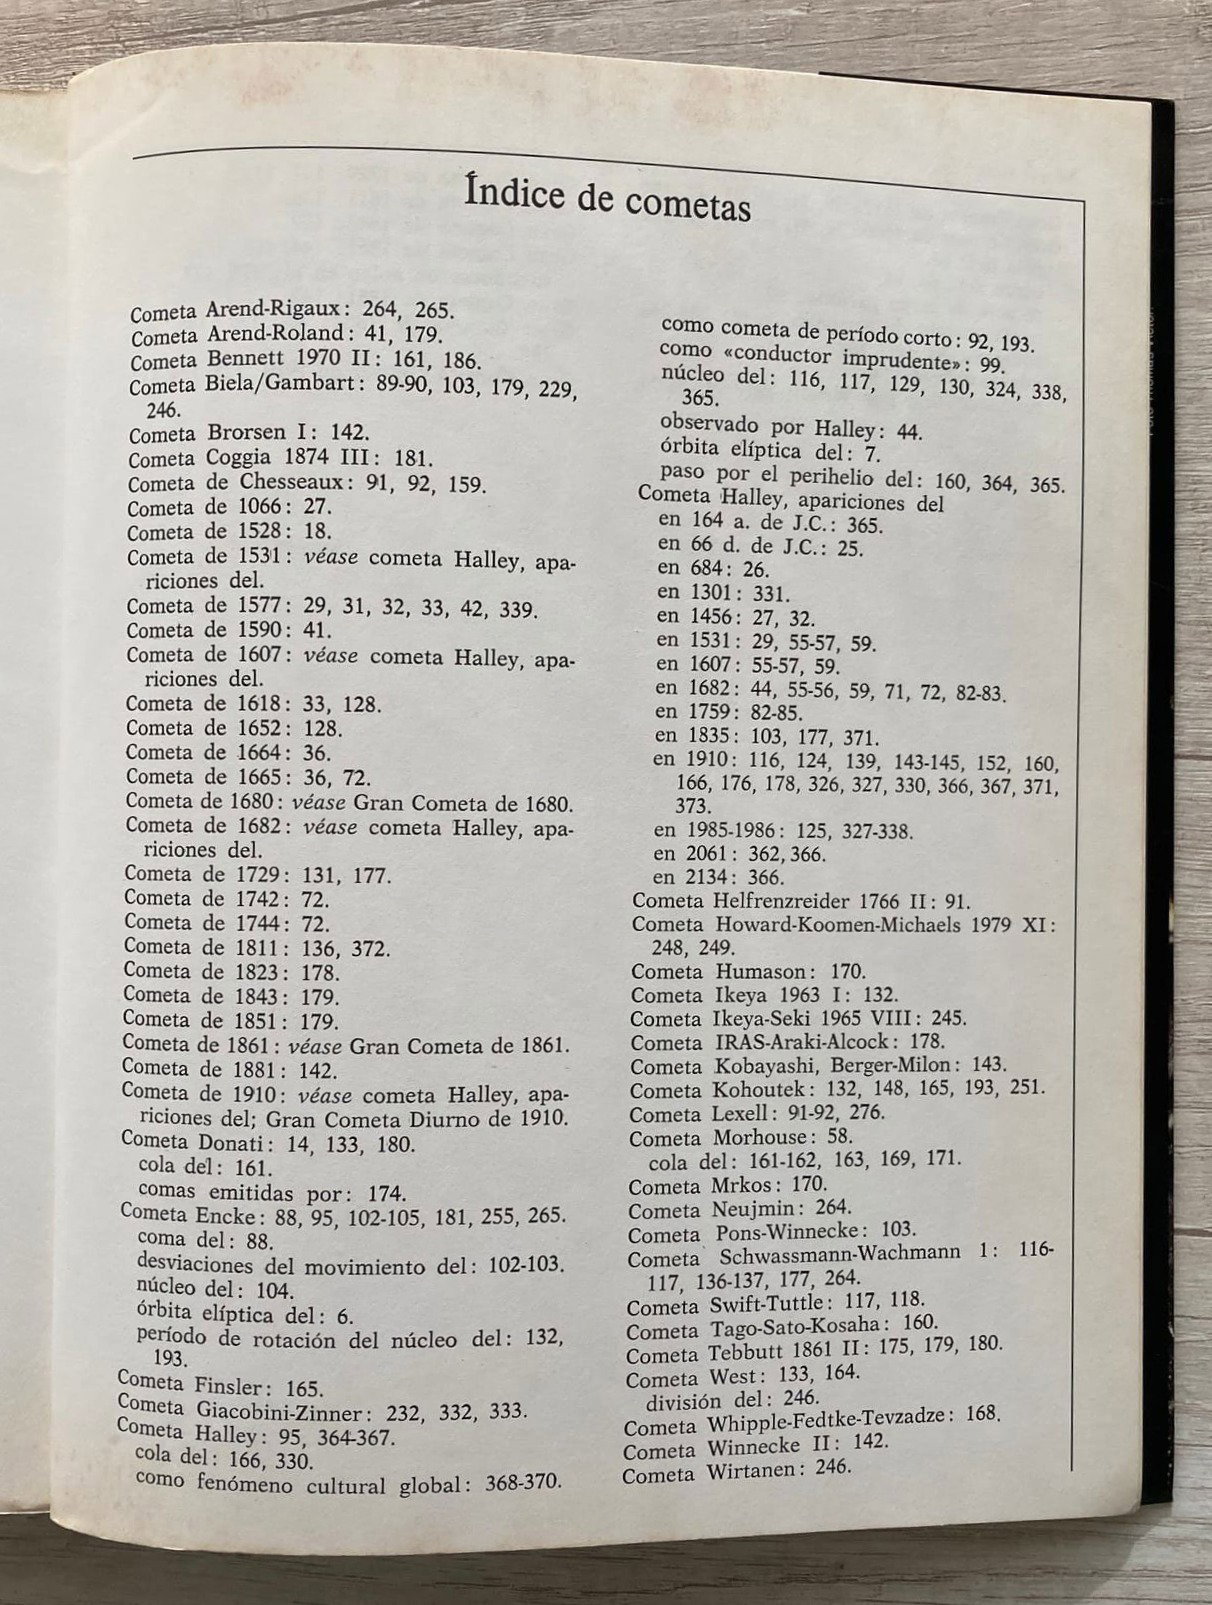 Índice de cometas
Cometa Arend-Rigaux: 264, 265.
Cometa Arend-Roland: 41, 179.
Cometa Bennett 1970 II: 161, 186.
Cometa Biela/Gambart: 89-90, 103, 179, 229,
246.
Cometa Brorsen I: 142.
Cometa Coggia 1874 III: 181.
Cometa de Chesseaux: 91, 92, 159.
Cometa de 1066: 27.
Cometa de 1528: 18.
Cometa de 1531: véase cometa Halley, apa-
riciones del.
Cometa de 1577: 29, 31, 32, 33, 42, 339.
Cometa de 1590: 41.
Cometa de 1607: véase cometa Halley, apa-
riciones del.
Cometa de 1618: 33, 128.
Cometa de 1652: 128.
Cometa de 1664: 36.
Cometa de 1665: 36, 72.
Cometa de 1680: véase Gran Cometa de 1680.
Cometa de 1682: véase cometa Halley, apa-
riciones del.
Cometa de 1729: 131, 177.
Cometa de 1742: 72.
Cometa de 1744: 72.
Cometa de 1811: 136, 372.
Cometa de 1823: 178.
Cometa de 1843: 179.
Cometa de 1851: 179.
Cometa de 1861: véase Gran Cometa de 1861.
Cometa de 1881: 142.
Cometa de 1910: véase cometa Halley, apa-
riciones del; Gran Cometa Diurno de 1910.
Cometa Donati: 14, 133, 180.
cola del: 161.
comas emitidas por: 174.
Cometa Encke: 88, 95, 102-105, 181, 255, 265.
coma del: 88.
desviaciones del movimiento del: 102-103.
núcleo del: 104.
órbita elíptica del: 6.
período de rotación del núcleo del: 132,
193.
Cometa Finsler: 165.
Cometa Giacobini-Zinner: 232, 332, 333.
Cometa Halley: 95, 364-367.
cola del: 166, 330.
como fenómeno cultural global: 368-370.
como cometa de período corto: 92, 193.
como «conductor imprudente»: 99.
núcleo del: 116, 117, 129, 130, 324, 338,
365.
observado por Halley: 44.
órbita elíptica del: 7.
paso por el perihelio del: 160, 364, 365.
Cometa Halley, apariciones del
en 164 a. de J.C.: 365.
en 66 d. de J.C.: 25.
en 684: 26.
en 1301: 331.
en 1456: 27, 32.
en 1531: 29, 55-57, 59.
en 1607: 55-57, 59.
en 1682: 44, 55-56, 59, 71, 72, 82-83.
en 1759: 82-85.
en 1835: 103, 177, 371.
en 1910: 116, 124, 139, 143-145, 152, 160,
166, 176, 178, 326, 327, 330, 366, 367, 371,
373.
en 1985-1986: 125, 327-338.
en 2061: 362, 366.
en 2134: 366.
Cometa Helfrenzreider 1766 II: 91.
Cometa Howard-Koomen-Michaels 1979 XI:
248, 249.
Cometa Humason: 170.
Cometa Ikeya 1963 I: 132.
Cometa Ikeya-Seki 1965 VIII: 245.
Cometa IRAS-Araki-Alcock: 178.
Cometa Kobayashi, Berger-Milon: 143.
Cometa Kohoutek: 132, 148, 165, 193, 251.
Cometa Lexell: 91-92, 276.
Cometa Morhouse: 58.
cola del: 161-162, 163, 169, 171.
Cometa Mrkos: 170.
Cometa Neujmin: 264.
Cometa Pons-Winnecke: 103.
Cometa Schwassmann-Wachmann 1: 116-
117, 136-137, 177, 264.
Cometa Swift-Tuttle: 117, 118.
Cometa Tago-Sato-Kosaha: 160.
Cometa Tebbutt 1861 II: 175, 179, 180.
Cometa West: 133, 164.
división del: 246.
Cometa Whipple-Fedtke-Tevzadze: 168.
Cometa Winnecke II: 142.
Cometa Wirtanen: 246.